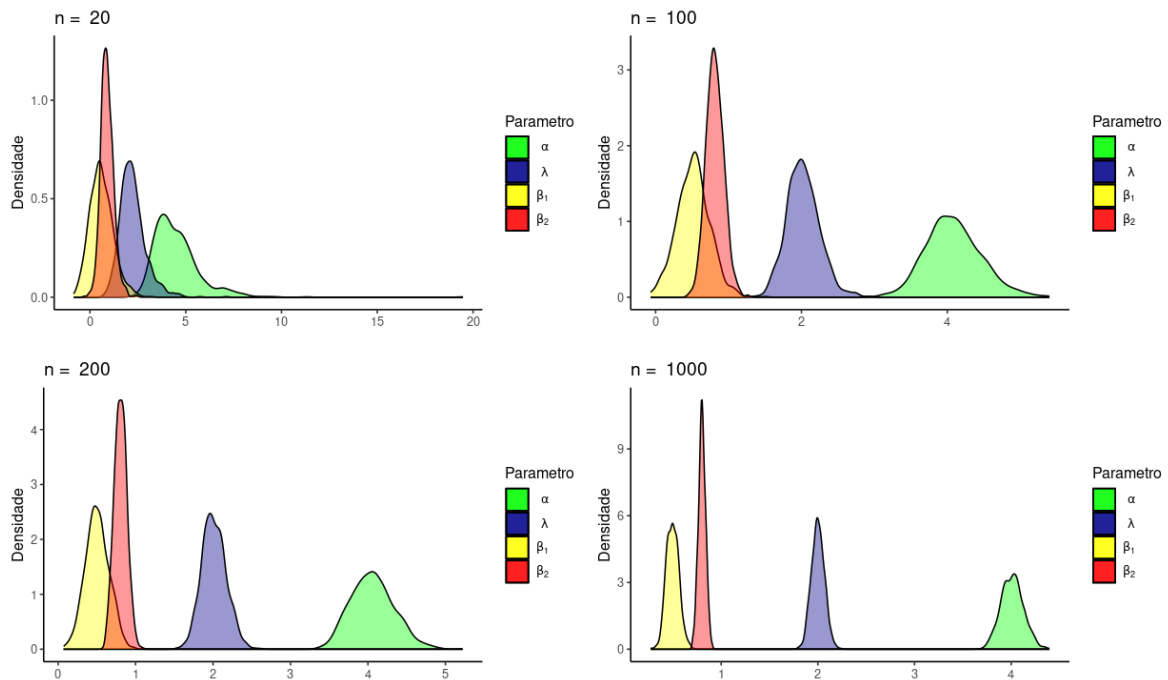 n = 20
Densidade
1.0
0.5
0.0
0 5 10 15 20
Parametro
α
λ
β₁
β₂
n = 100
Densidade
3
2
1
0
0 2 4
Parametro
α
λ
β₁
β₂
n = 200
Densidade
4
3
2
1
0
0 1 2 3 4 5
Parametro
α
λ
β₁
β₂
n = 1000
Densidade
9
6
3
0
1 2 3 4
Parametro
α
λ
β₁
β₂